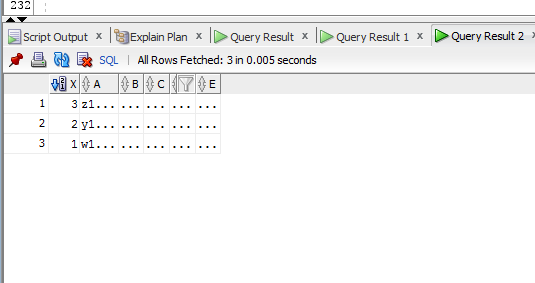 232
Script Output x Explain Plan x Query Result x Query Result 1 x Query Result 2 x
SQL | All Rows Fetched: 3 in 0.005 seconds
X A B C E
1 3 z1... ... ... ... ...
2 2 y1... ... ... ... ...
3 1 w1... ... ... ... ...